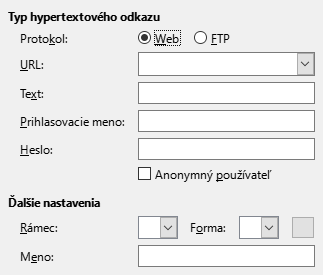 Typ hypertextového odkazu
Protokol: Web FTP
URL:
Text:
Prihlasovacie meno:
Heslo:
Anonymný používateľ
Ďalšie nastavenia
Rámec: Forma:
Meno: